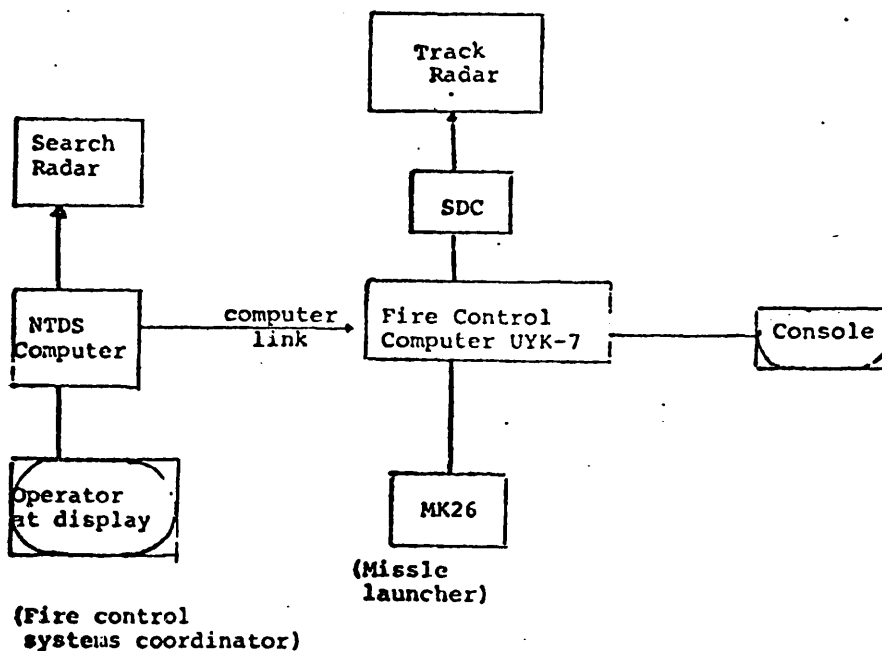 Track
Radar
Search
Radar
SDC
NTDS
Computer
computer
link
Fire Control
Computer UYK-7
Console
Operator
at display
MK26
(Missle
launcher)
(Fire control
systems coordinator)